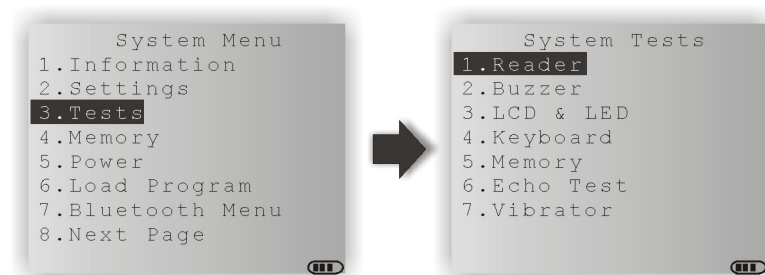 System Menu
1.Information
2.Settings
3.Tests
4.Memory
5.Power
6.Load Program
7.Bluetooth Menu
8.Next Page
System Tests
1.Reader
2.Buzzer
3.LCD & LED
4.Keyboard
5.Memory
6.Echo Test
7.Vibrator